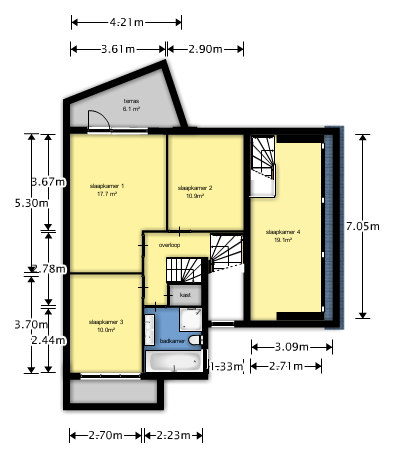 4.21m
3.61m
2.90m
terras
6.1 m²
3.67m
5.30m
slaapkamer 1
17.7 m²
slaapkamer 2
10.9m²
7.05m
slaapkamer 4
19.1m²
overloop
2.78m
kast
3.70m
2.44m
slaapkamer 3
10.0m²
badkamer
3.09m
1.33m
2.71m
2.70m
2.23m